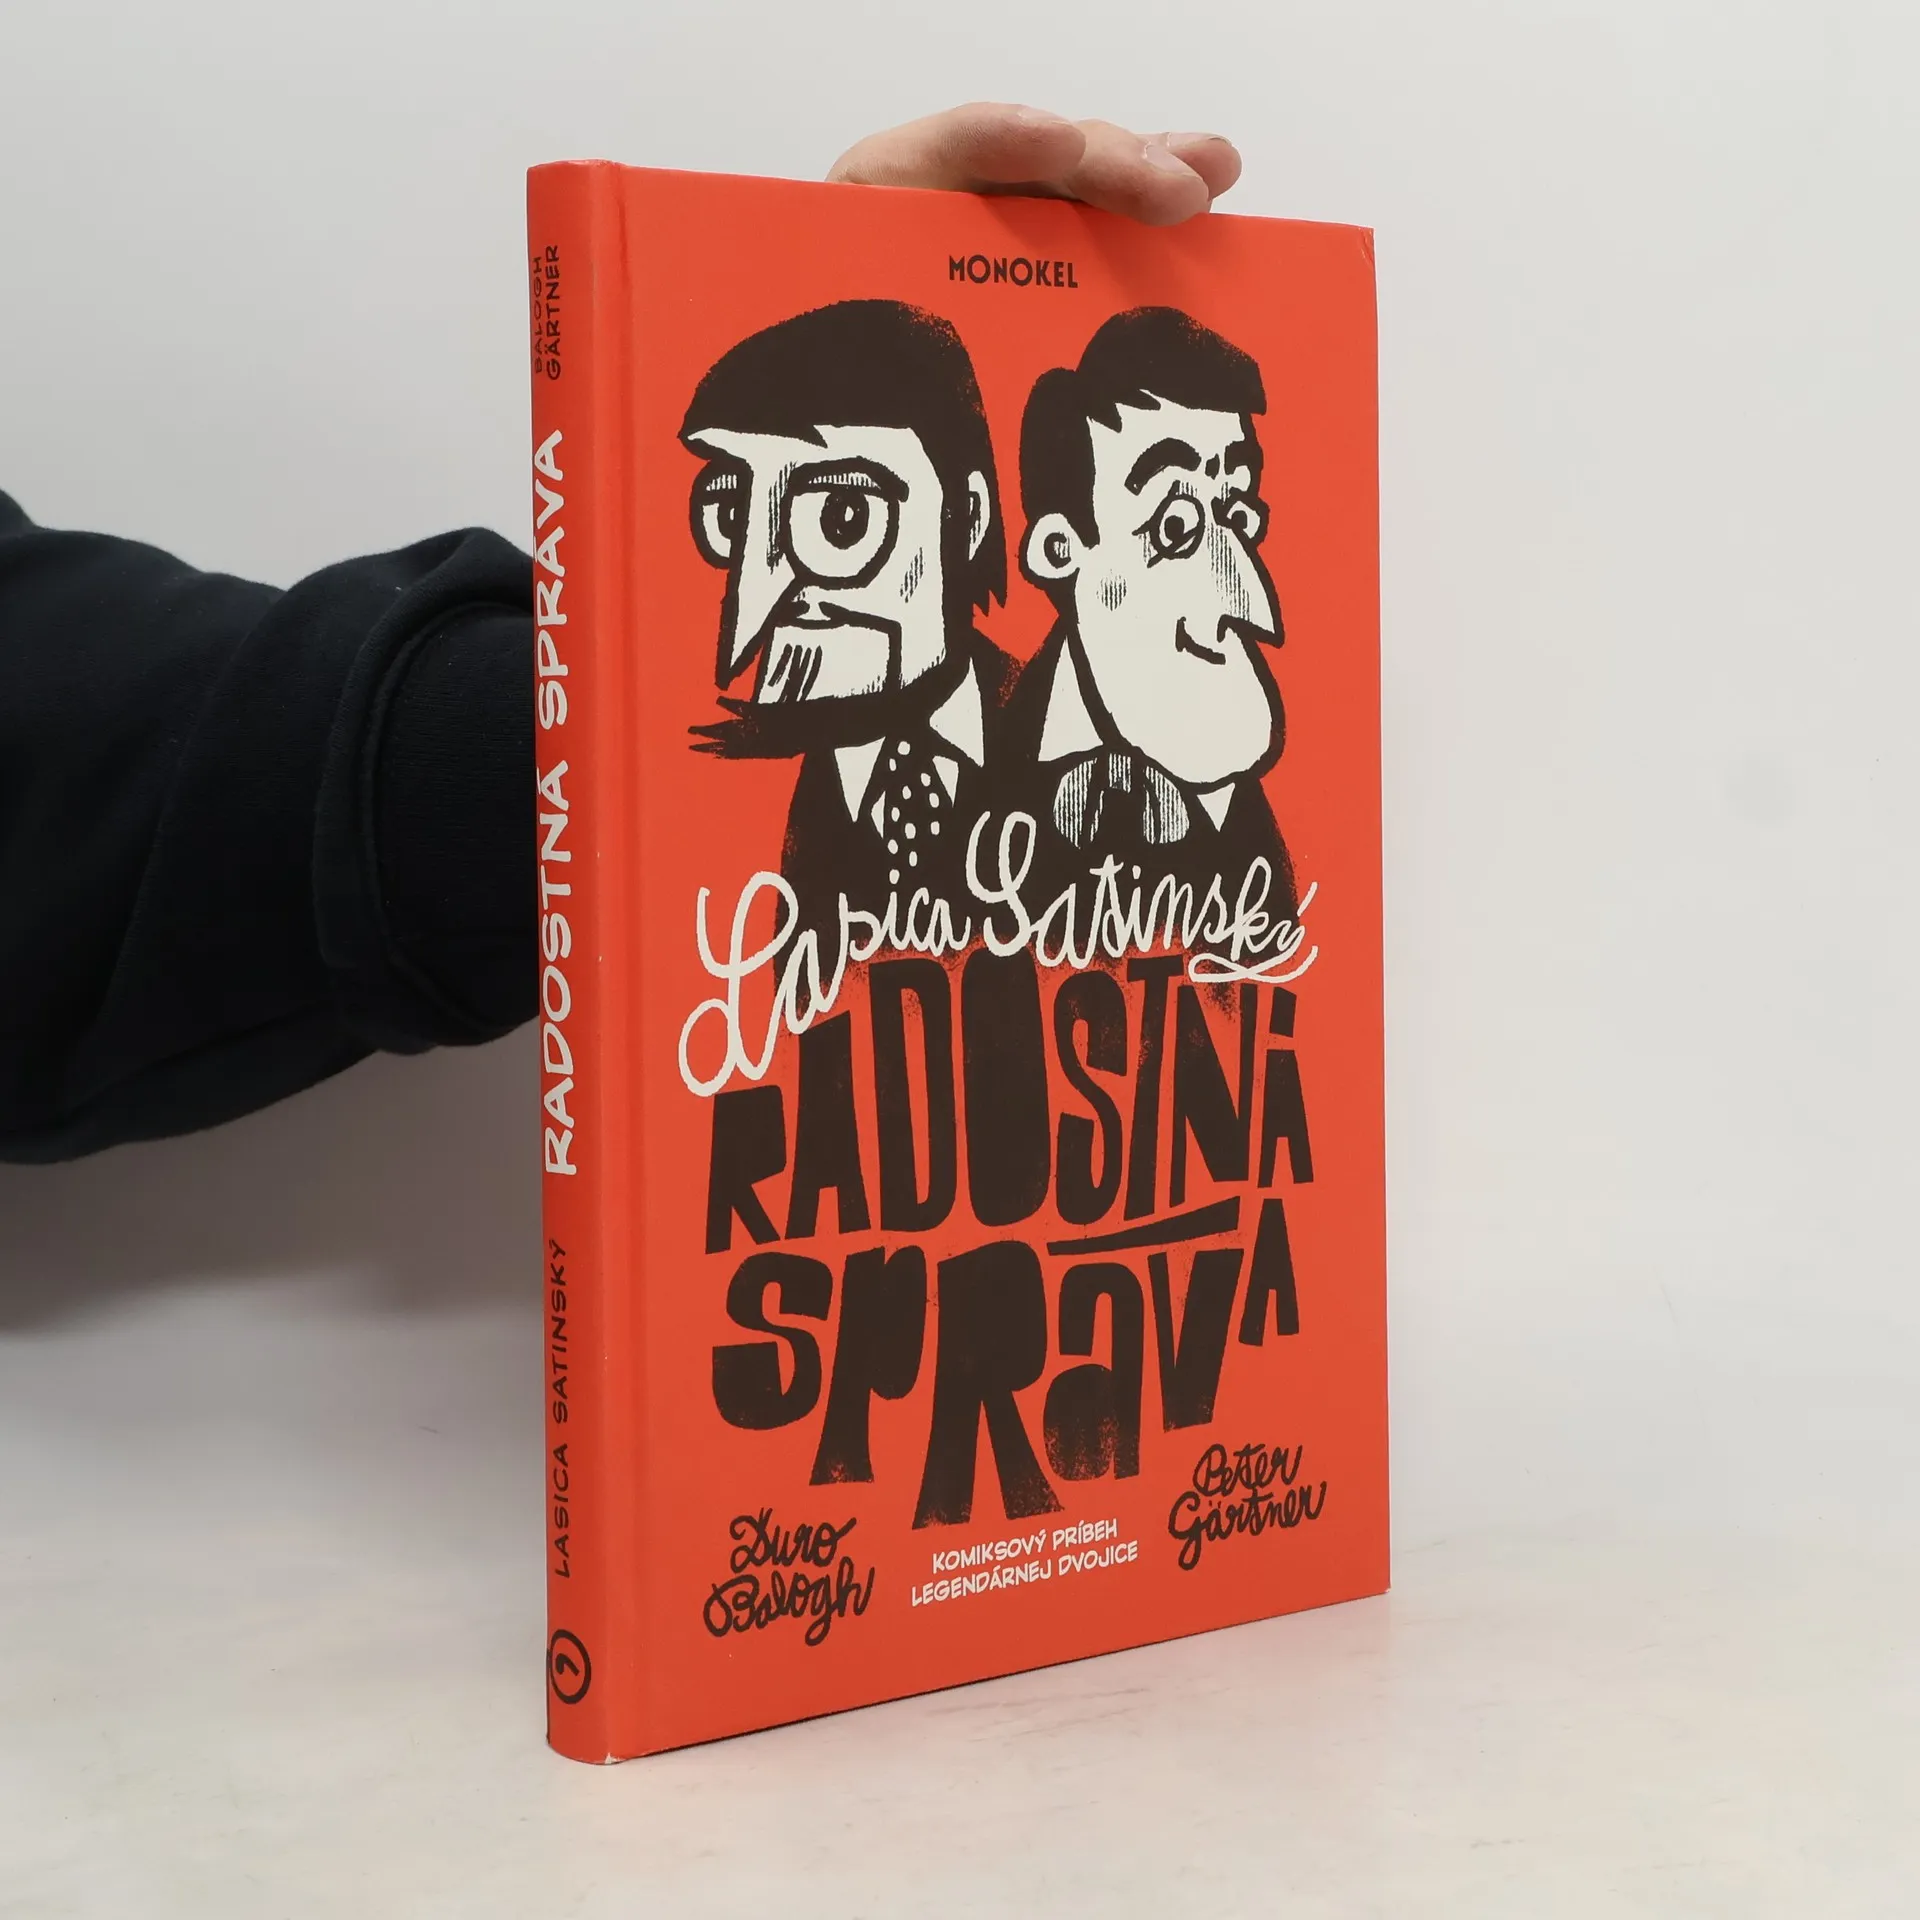 MONOKEL
Lasica Satinský
RADOSTNÁ
SPRÁVA
Ďuro
Balogh
KOMIKSOVÝ PRÍBEH
LEGENDÁRNEJ DVOJICE
Peter
Gärtner
BALOGH
GÄRTNER
RADOSTNÁ SPRÁVA
LASICA SATINSKÝ